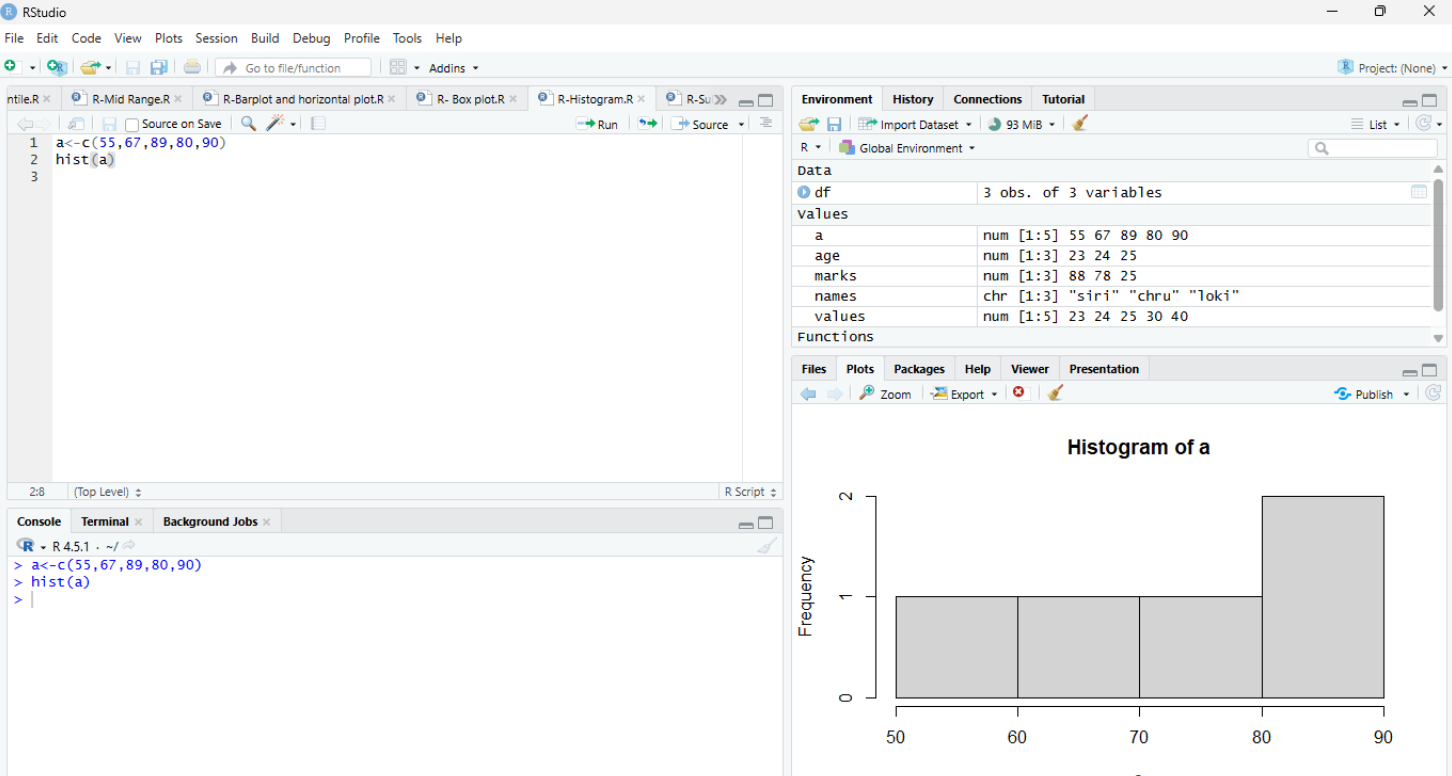 RStudio
File Edit Code View Plots Session Build Debug Profile Tools Help
Go to file/function Addins Project: (None)
ntile.R R-Mid Range.R R-Barplot and horizontal plot.R R- Box plot.R R-Histogram.R R-Su
Source on Save Run Source
1 a<-c(55,67,89,80,90)
2 hist(a)
3
2:8 (Top Level) R Script
Console Terminal Background Jobs
R 4.5.1 · ~/
> a<-c(55,67,89,80,90)
> hist(a)
>
Environment History Connections Tutorial
Import Dataset 93 MiB List
R Global Environment
Data
df 3 obs. of 3 variables
Values
a num [1:5] 55 67 89 80 90
age num [1:3] 23 24 25
marks num [1:3] 88 78 25
names chr [1:3] "siri" "chru" "loki"
values num [1:5] 23 24 25 30 40
Functions
Files Plots Packages Help Viewer Presentation
Zoom Export Publish
Histogram of a
Frequency
2
1
0
50 60 70 80 90